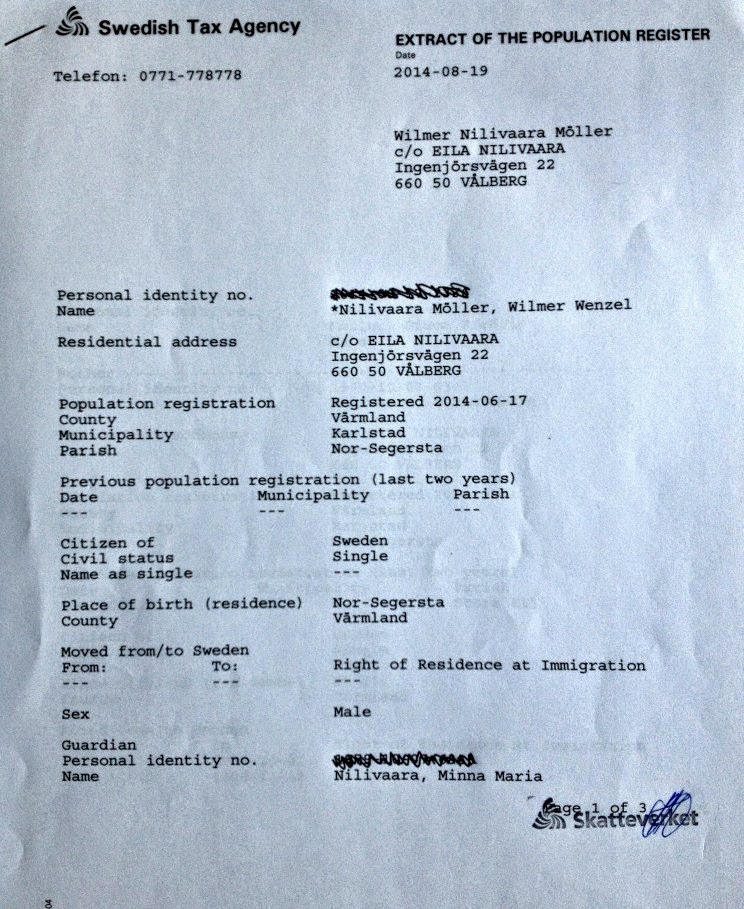 Swedish Tax Agency
EXTRACT OF THE POPULATION REGISTER
Date
Telefon: 0771-778778
2014-08-19
Wilmer Nilivaara Möller
c/o EILA NILIVAARA
Ingenjörsvägen 22
660 50 VÅLBERG
Personal identity no.
Name *Nilivaara Möller, Wilmer Wenzel
Residential address c/o EILA NILIVAARA
Ingenjörsvägen 22
660 50 VÅLBERG
Population registration Registered 2014-06-17
County Värmland
Municipality Karlstad
Parish Nor-Segersta
Previous population registration (last two years)
Date Municipality Parish
--- --- ---
Citizen of Sweden
Civil status Single
Name as single ---
Place of birth (residence) Nor-Segersta
County Värmland
Moved from/to Sweden
From: To: Right of Residence at Immigration
--- --- ---
Sex Male
Guardian
Personal identity no.
Name Nilivaara, Minna Maria
Page 1 of 3
Skatteverket